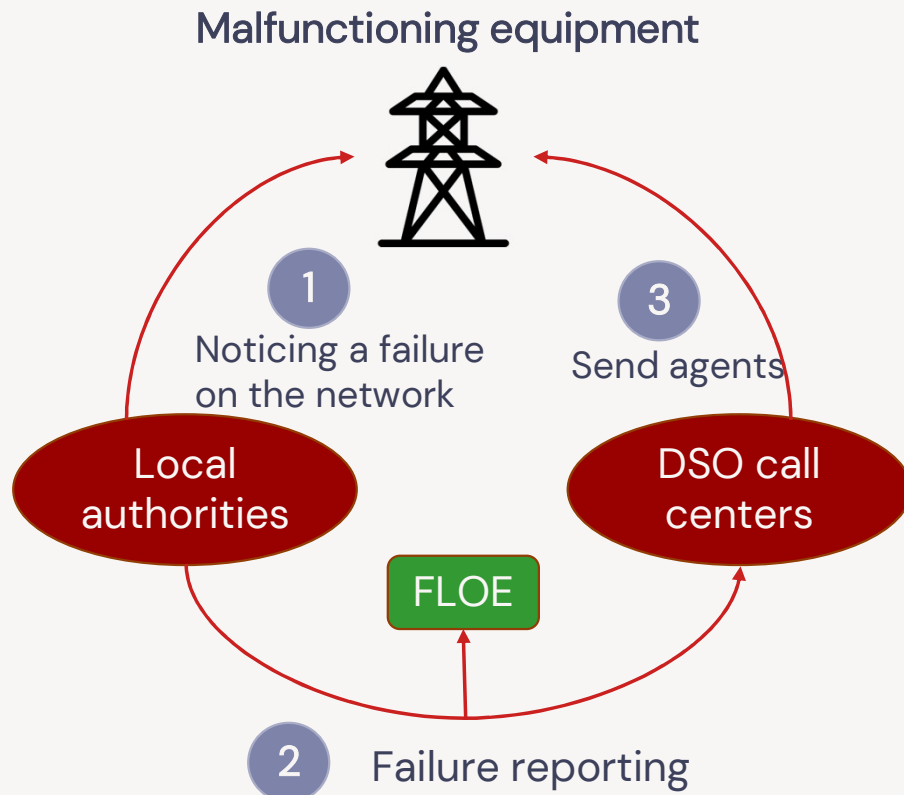 Malfunctioning equipment
1
Noticing a failure
on the network
3
Send agents
Local
authorities
DSO call
centers
FLOE
2
Failure reporting